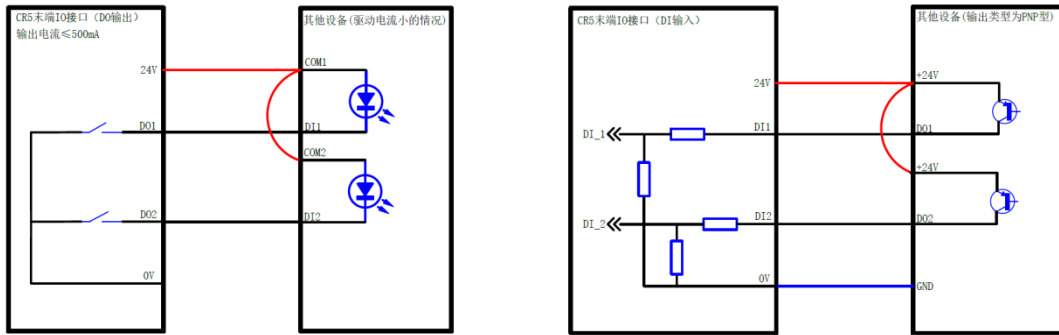 CR5末端IO接口（DO输出）
输出电流≤500mA
其他设备(驱动电流小的情况)
24V
COM1
DO1
DI1
COM2
DO2
DI2
0V
CR5末端IO接口（DI输入）
其他设备(输出类型为PNP型)
24V
+24V
DI_1
DI1
DO1
+24V
DI_2
DI2
DO2
0V
GND